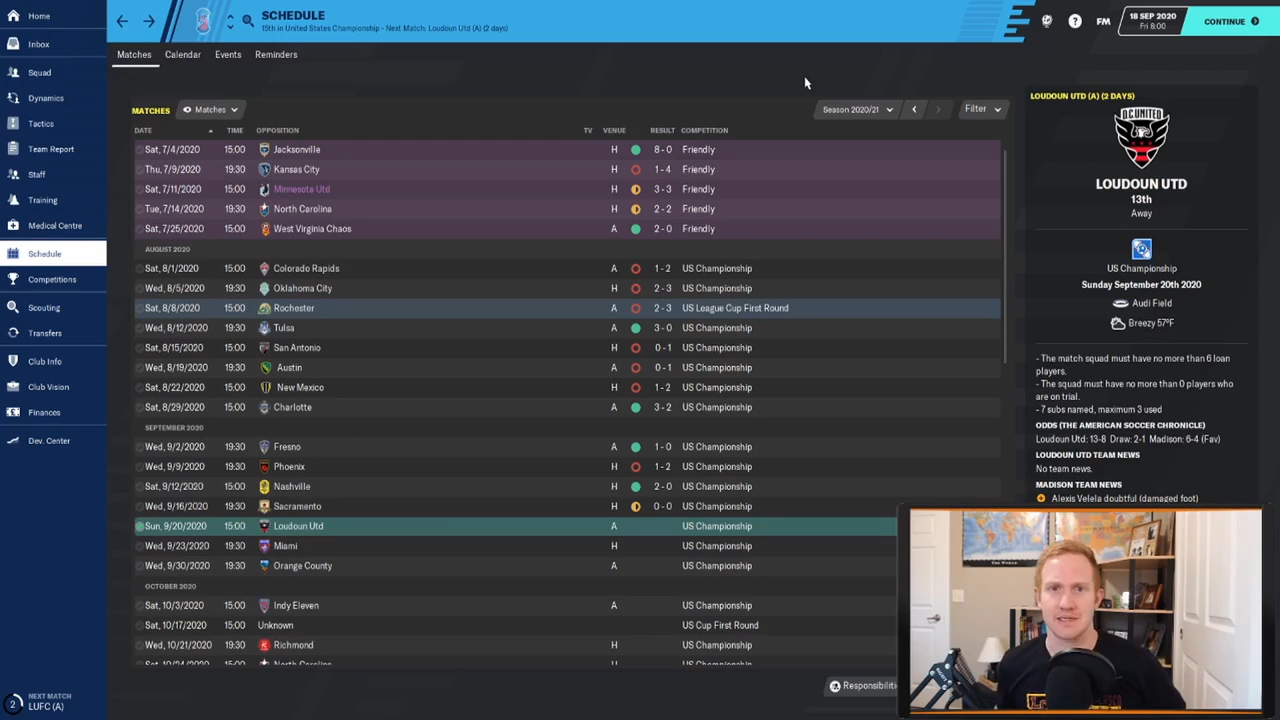 Home
Inbox
Squad
Dynamics
Tactics
Team Report
Staff
Training
Medical Centre
Schedule
Competitions
Scouting
Transfers
Club Info
Club Vision
Finances
Dev. Center
2 NEXT MATCH
LUFC (A)
SCHEDULE
15th in United States Championship - Next Match: Loudoun Utd (A) (2 days)
? FM 18 SEP 2020
Fri 8:00
CONTINUE
Matches Calendar Events Reminders
MATCHES Matches Season 2020/21 Filter
DATE TIME OPPOSITION TV VENUE RESULT COMPETITION
Sat, 7/4/2020 15:00 Jacksonville H 8-0 Friendly
Thu, 7/9/2020 19:30 Kansas City H 1-4 Friendly
Sat, 7/11/2020 15:00 Minnesota Utd H 3-3 Friendly
Tue, 7/14/2020 19:30 North Carolina H 2-2 Friendly
Sat, 7/25/2020 15:00 West Virginia Chaos A 2-0 Friendly
AUGUST 2020
Sat, 8/1/2020 15:00 Colorado Rapids A 1-2 US Championship
Wed, 8/5/2020 19:30 Oklahoma City H 2-3 US Championship
Sat, 8/8/2020 15:00 Rochester A 2-3 US League Cup First Round
Wed, 8/12/2020 19:30 Tulsa A 3-0 US Championship
Sat, 8/15/2020 15:00 San Antonio H 0-1 US Championship
Wed, 8/19/2020 19:30 Austin A 0-1 US Championship
Sat, 8/22/2020 15:00 New Mexico H 1-2 US Championship
Sat, 8/29/2020 15:00 Charlotte A 3-2 US Championship
SEPTEMBER 2020
Wed, 9/2/2020 19:30 Fresno A 1-0 US Championship
Wed, 9/9/2020 19:30 Phoenix H 1-2 US Championship
Sat, 9/12/2020 15:00 Nashville H 2-0 US Championship
Wed, 9/16/2020 19:30 Sacramento H 0-0 US Championship
Sun, 9/20/2020 15:00 Loudoun Utd A US Championship
Wed, 9/23/2020 19:30 Miami H US Championship
Wed, 9/30/2020 19:30 Orange County A US Championship
OCTOBER 2020
Sat, 10/3/2020 15:00 Indy Eleven A US Championship
Sat, 10/17/2020 15:00 Unknown US Cup First Round
Wed, 10/21/2020 19:30 Richmond H US Championship
Sat, 10/24/2020 15:00 North Carolina H US Championship
Responsibiliti
LOUDOUN UTD (A) (2 DAYS)
D.C.UNITED
LOUDOUN UTD
13th
Away
US Championship
Sunday September 20th 2020
Audi Field
Breezy 57°F
- The match squad must have no more than 6 loan
players.
- The squad must have no more than 0 players who
are on trial.
- 7 subs named, maximum 3 used
ODDS (THE AMERICAN SOCCER CHRONICLE)
Loudoun Utd: 13-8 Draw: 2-1 Madison: 6-4 (Fav)
LOUDOUN UTD TEAM NEWS
No team news.
MADISON TEAM NEWS
Alexis Velela doubtful (damaged foot)
THE WORLD